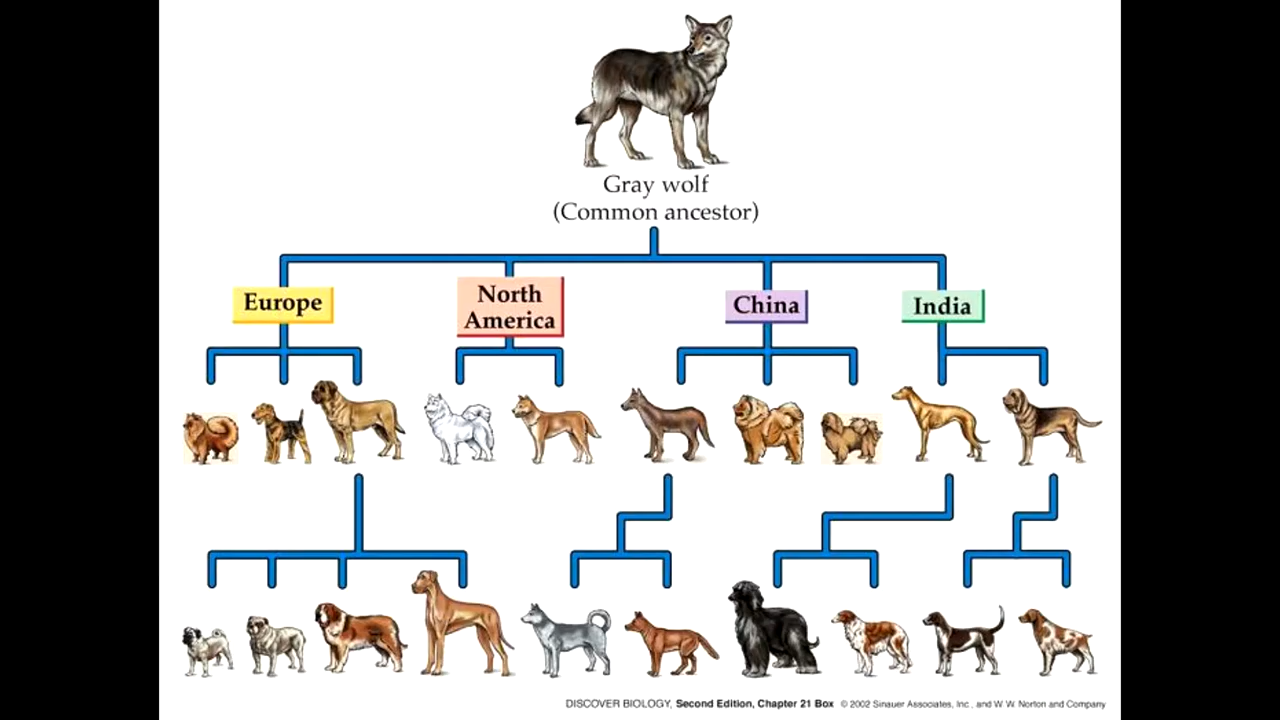 Gray wolf
(Common ancestor)
Europe
North
America
China
India
DISCOVER BIOLOGY, Second Edition, Chapter 21 Box © 2002 Sinauer Associates, Inc., and W. W. Norton and Company